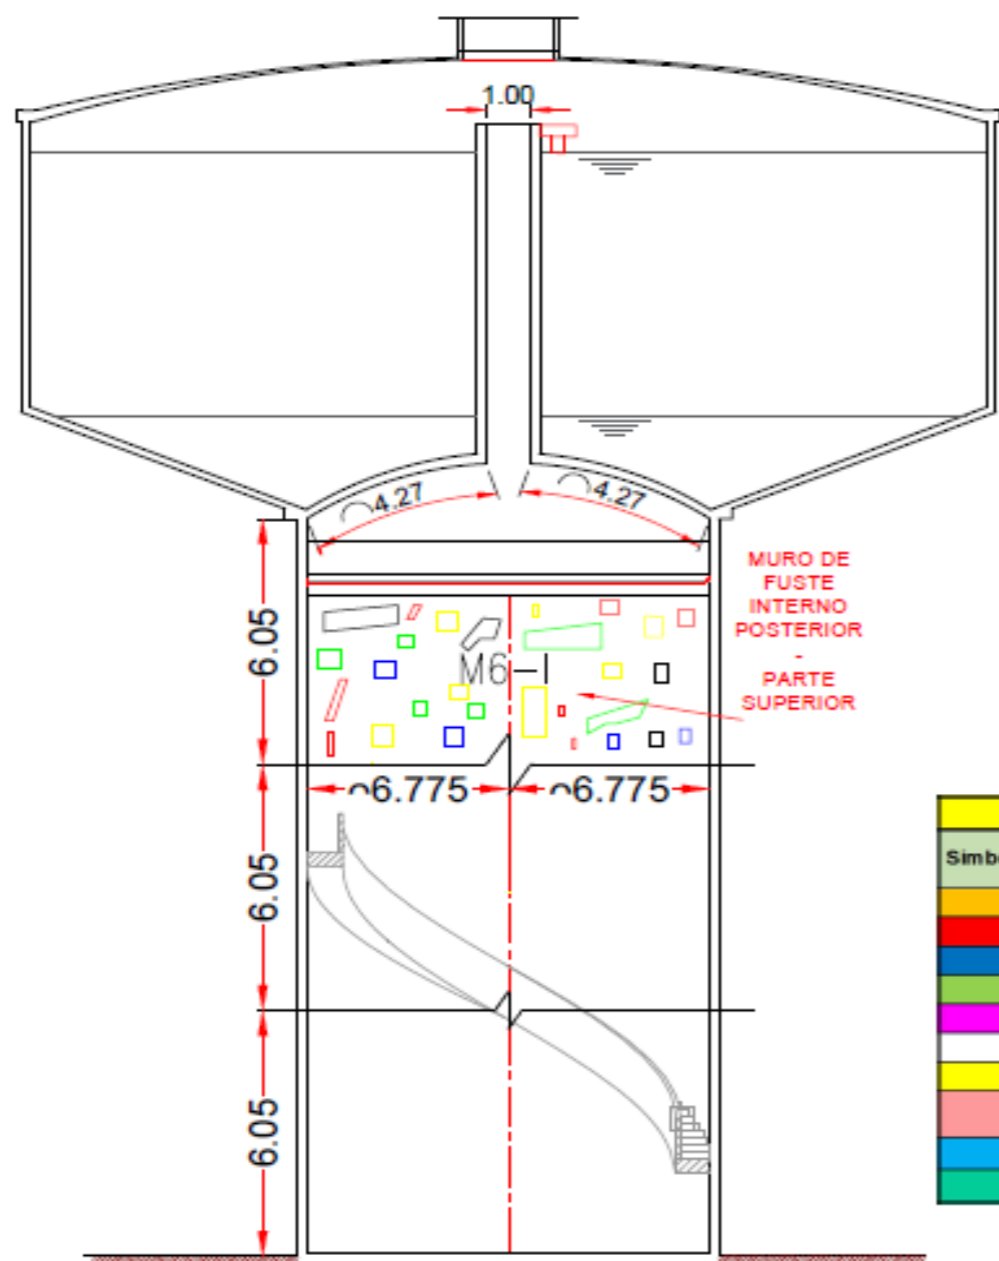 1.00
⌒4.27
⌒4.27
MURO DE
FUSTE
INTERNO
POSTERIOR
-
PARTE
SUPERIOR
6.05
M6-I
⌒6.775
⌒6.775
6.05
6.05